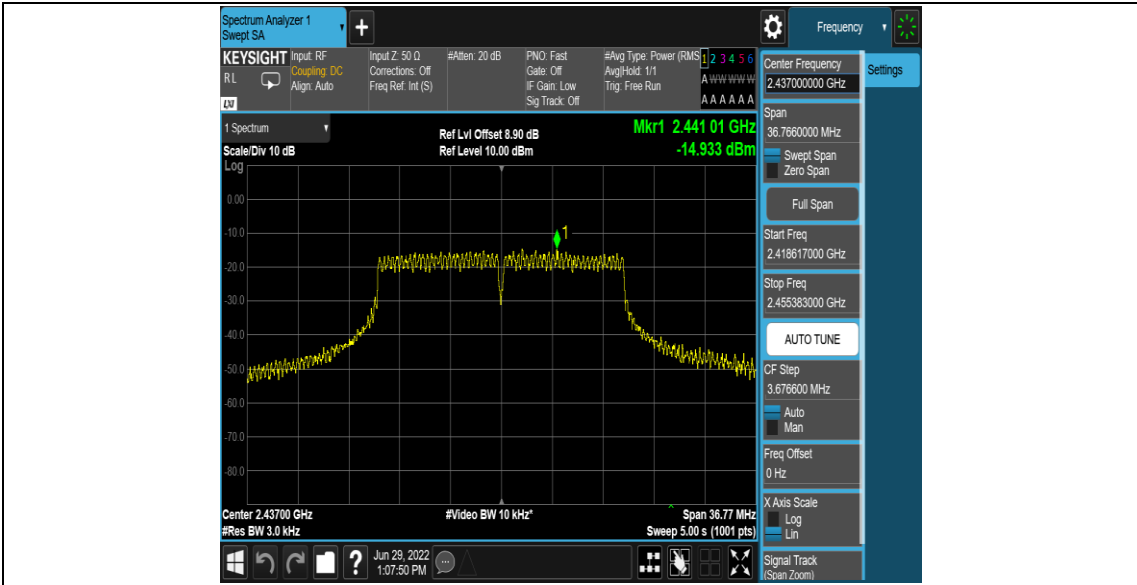 Spectrum Analyzer 1
Swept SA
+
Frequency
KEYSIGHT
RL
LXI
Input: RF
Coupling: DC
Align: Auto
Input Z: 50 Ω
Corrections: Off
Freq Ref: Int (S)
#Atten: 20 dB
PNO: Fast
Gate: Off
IF Gain: Low
Sig Track: Off
#Avg Type: Power (RMS
Avg|Hold: 1/1
Trig: Free Run
1 2 3 4 5 6
A W W W W W
A A A A A A
1 Spectrum
Scale/Div 10 dB
Log
Ref Lvl Offset 8.90 dB
Ref Level 10.00 dBm
Mkr1 2.441 01 GHz
-14.933 dBm
0.00
-10.0
-20.0
-30.0
-40.0
-50.0
-60.0
-70.0
-80.0
1
Center 2.43700 GHz
#Res BW 3.0 kHz
#Video BW 10 kHz*
Span 36.77 MHz
Sweep 5.00 s (1001 pts)
Jun 29, 2022
1:07:50 PM
?
Center Frequency
2.437000000 GHz
Settings
Span
36.7660000 MHz
Swept Span
Zero Span
Full Span
Start Freq
2.418617000 GHz
Stop Freq
2.455383000 GHz
AUTO TUNE
CF Step
3.676600 MHz
Auto
Man
Freq Offset
0 Hz
X Axis Scale
Log
Lin
Signal Track
(Span Zoom)